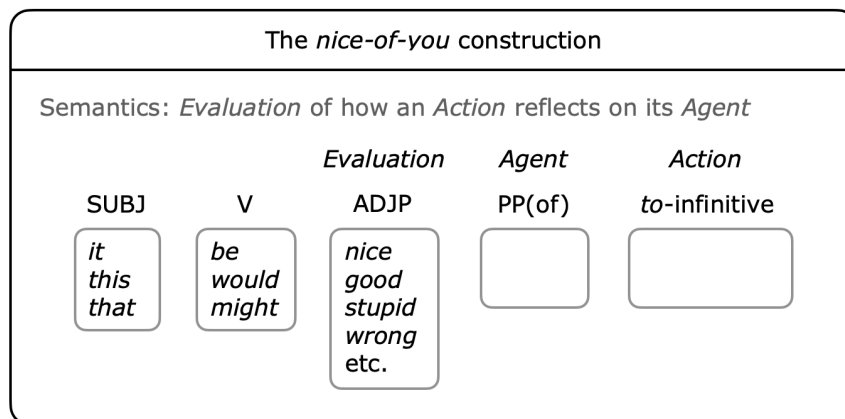 The nice-of-you construction
Semantics: Evaluation of how an Action reflects on its Agent
Evaluation Agent Action
SUBJ V ADJP PP(of) to-infinitive
it be nice
this would good
that might stupid
wrong
etc.